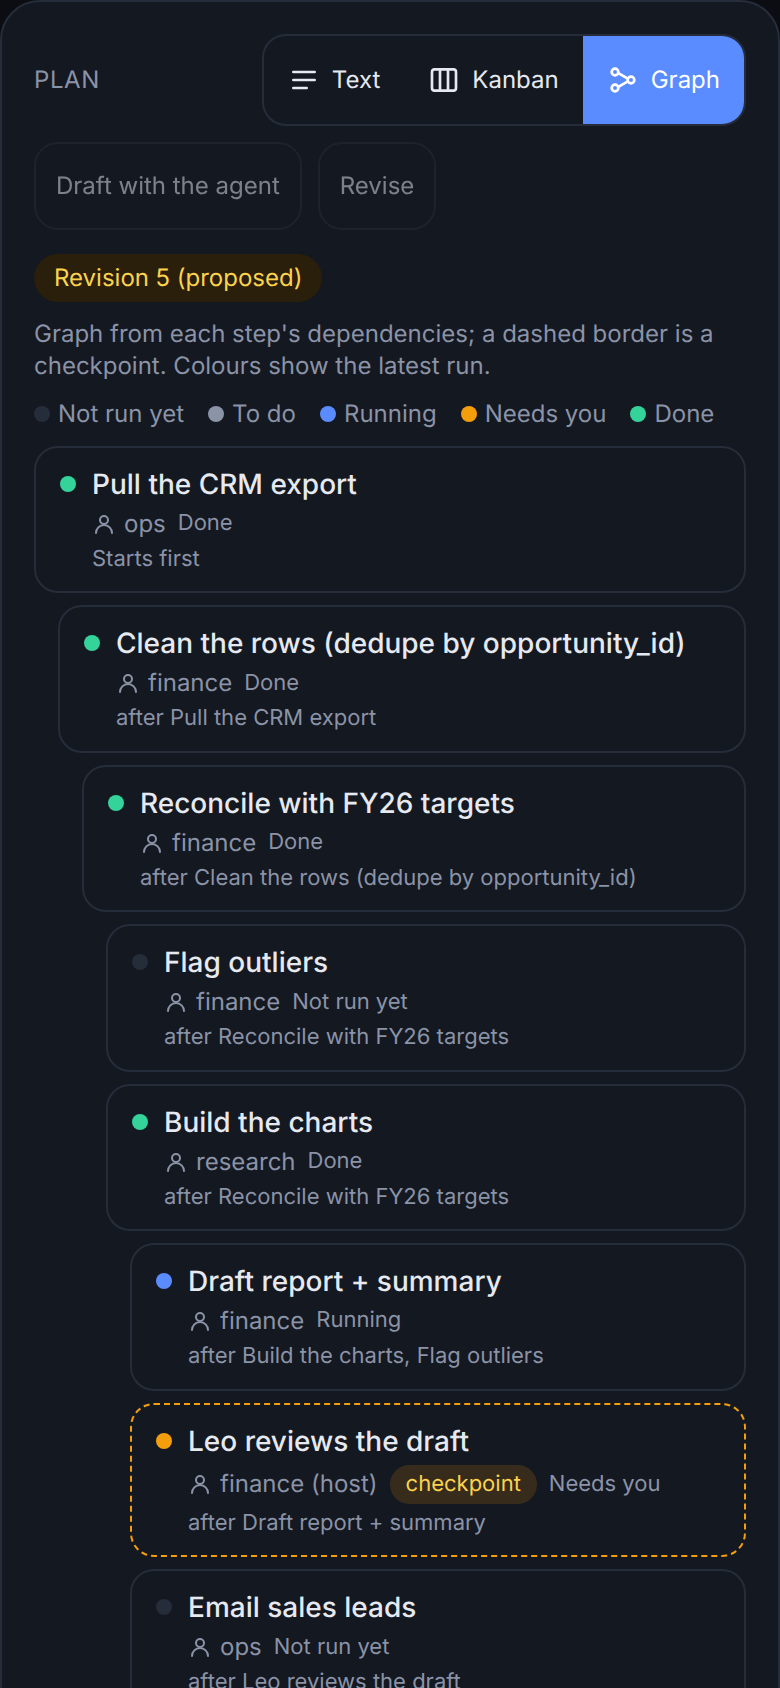 PLAN
Text
Kanban
Graph
Draft with the agent
Revise
Revision 5 (proposed)
Graph from each step's dependencies; a dashed border is a
checkpoint. Colours show the latest run.
Not run yet
To do
Running
Needs you
Done
Pull the CRM export
ops Done
Starts first
Clean the rows (dedupe by opportunity_id)
finance Done
after Pull the CRM export
Reconcile with FY26 targets
finance Done
after Clean the rows (dedupe by opportunity_id)
Flag outliers
finance Not run yet
after Reconcile with FY26 targets
Build the charts
research Done
after Reconcile with FY26 targets
Draft report + summary
finance Running
after Build the charts, Flag outliers
Leo reviews the draft
finance (host) checkpoint Needs you
after Draft report + summary
Email sales leads
ops Not run yet
after Leo reviews the draft